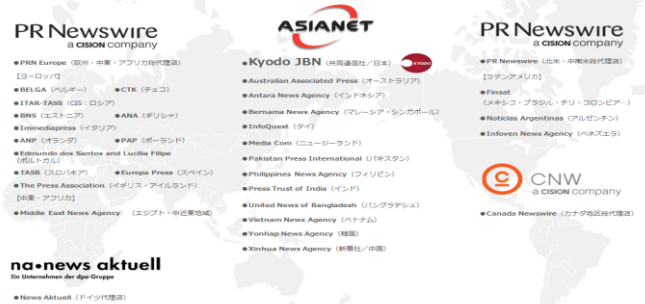 PR Newswire
a CISION company
●PRN Europe（欧州・中東・アフリカ総代理店）
【ヨーロッパ】
●BELGA（ベルギー） ●CTK（チェコ）
●ITAR-TASS（CIS：ロシア）
●BNS（エストニア） ●ANA（ギリシャ）
●Immediapress（イタリア）
●ANP（オランダ） ●PAP（ポーランド）
●Edmundo dos Santos and Lucilia Filipe
（ポルトガル）
●TASR（スロバキア） ●Europa Press（スペイン）
●The Press Association（イギリス・アイルランド）
【中東・アフリカ】
●Middle East News Agency （エジプト・中近東地域）
na•news aktuell
Ein Unternehmen der dpa-Gruppe
●News Aktuell（ドイツ代理店）
ASIANET
●Kyodo JBN（共同通信社／日本） KYODO
●Australian Associated Press（オーストラリア）
●Antara News Agency（インドネシア）
●Bernama News Agency（マレーシア・シンガポール）
●InfoQuest（タイ）
●Media Com（ニュージーランド）
●Pakistan Press International（パキスタン）
●Philippines News Agency（フィリピン）
●Press Trust of India（インド）
●United News of Bangladesh（バングラデシュ）
●Vietnam News Agency（ベトナム）
●Yonhap News Agency（韓国）
●Xinhua News Agency（新華社／中国）
PR Newswire
a CISION company
●PR Newswire（北米・中南米総代理店）
【ラテンアメリカ】
●Finsat
（メキシコ・ブラジル・チリ・コロンビア…）
●Noticias Argentinas（アルゼンチン）
●Infoven News Agency（ベネズエラ）
CNW
a CISION company
●Canada Newswire（カナダ地区総代理店）